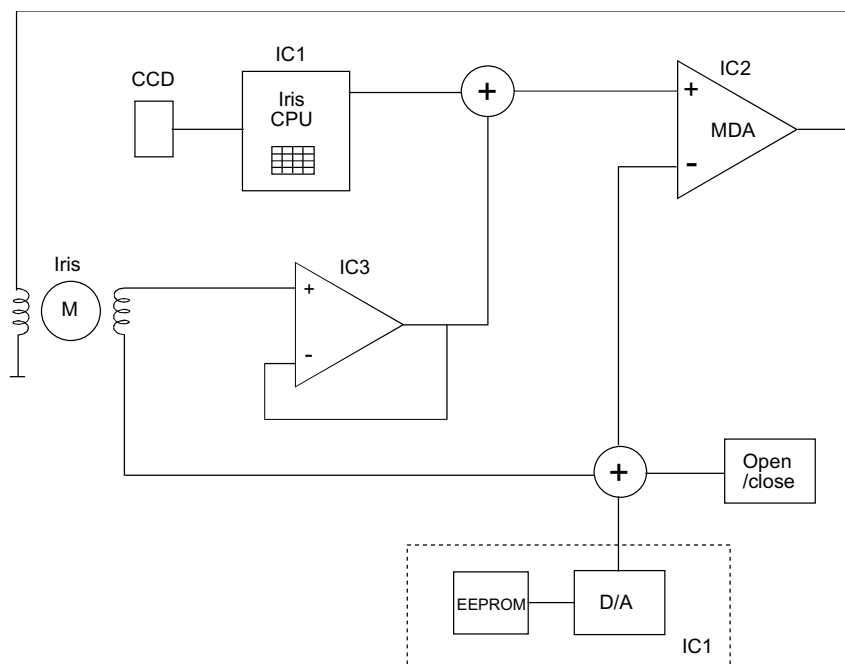 IC1
IC2
CCD
Iris
CPU
+
+
MDA
-
Iris
IC3
M
+
-
+
Open
/close
EEPROM
D/A
IC1